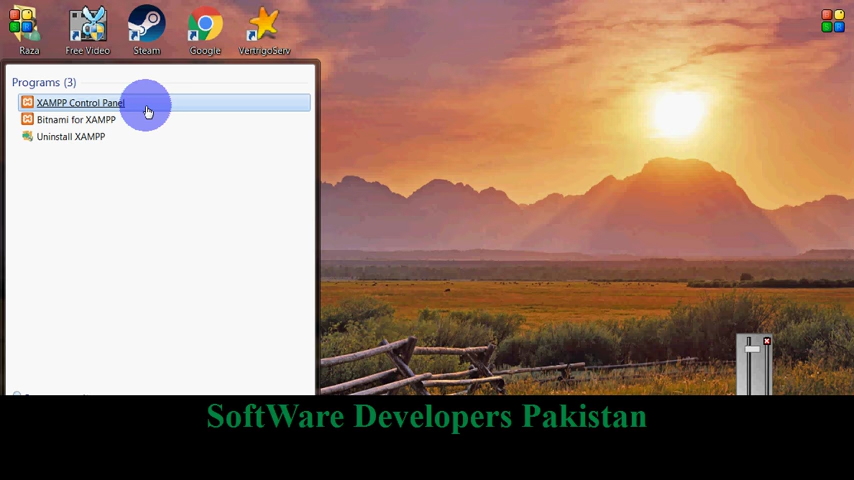 Raza
Free Video
Steam
Google
VertrigoServ
Programs (3)
XAMPP Control Panel
Bitnami for XAMPP
Uninstall XAMPP
SoftWare Developers Pakistan